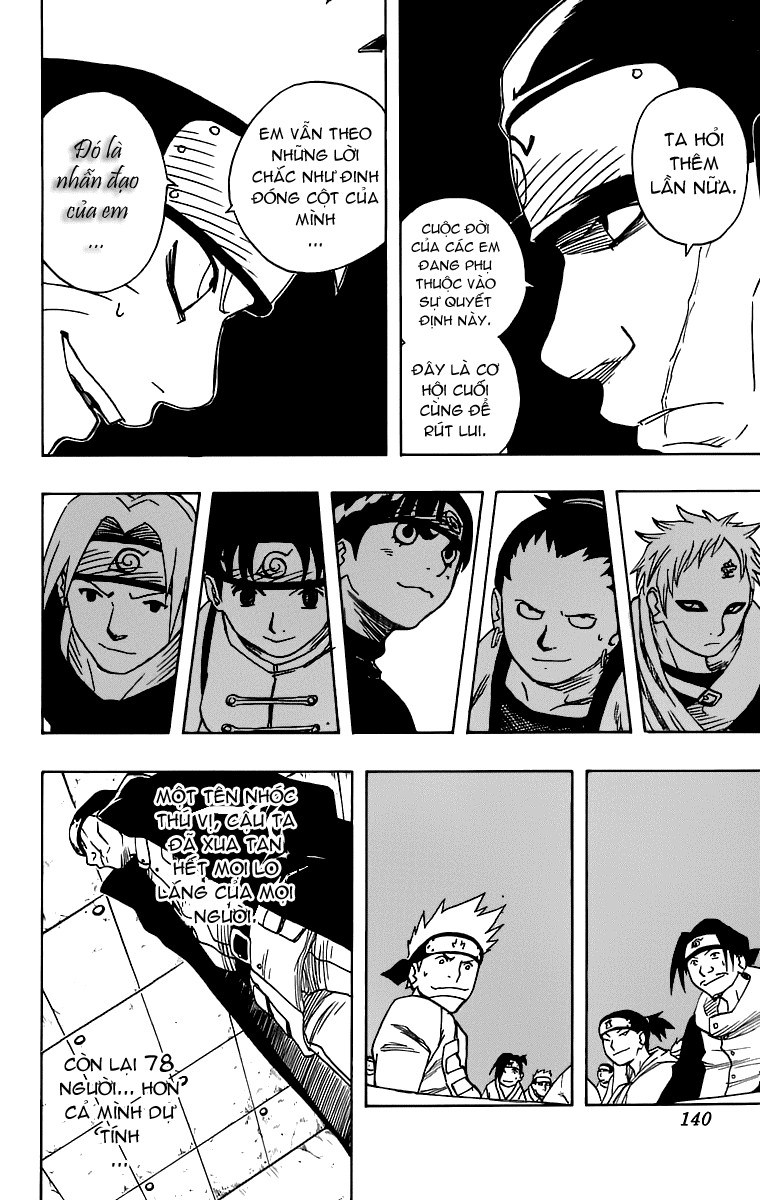 TA HỎI
THÊM
LẦN NỮA.
CUỘC ĐỜI
CỦA CÁC EM
ĐANG PHỤ
THUỘC VÀO
SỰ QUYẾT
ĐỊNH NÀY.
ĐÂY LÀ CƠ
HỘI CUỐI
CÙNG ĐỂ
RÚT LUI.
EM VẪN THEO
NHỮNG LỜI
CHẮC NHƯ ĐINH
ĐÓNG CỘT CỦA
MÌNH
...
Đó là
nhẫn đạo
của em
...
MỘT TÊN NHÓC
THÚ VỊ, CẬU TA
ĐÃ XUA TAN
HẾT MỌI LO
LẮNG CỦA MỌI
NGƯỜI.
CÒN LẠI 78
NGƯỜI... HƠN
CẢ MÌNH DỰ
TÍNH
...
140